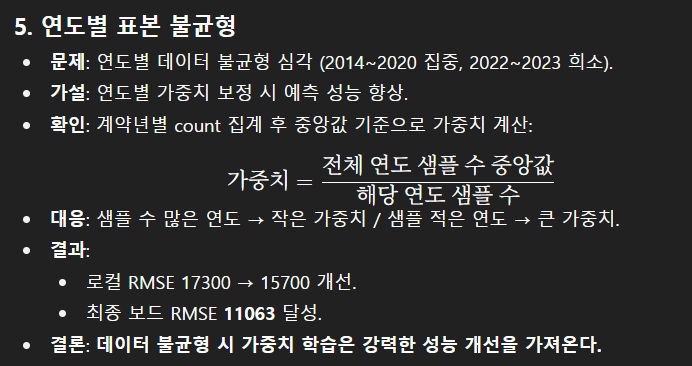 5. 연도별 표본 불균형
• 문제: 연도별 데이터 불균형 심각 (2014~2020 집중, 2022~2023 희소).
• 가설: 연도별 가중치 보정 시 예측 성능 향상.
• 확인: 계약년별 count 집계 후 중앙값 기준으로 가중치 계산:
가중치 = 전체 연도 샘플 수 중앙값 / 해당 연도 샘플 수
• 대응: 샘플 수 많은 연도 → 작은 가중치 / 샘플 적은 연도 → 큰 가중치.
• 결과:
• 로컬 RMSE 17300 → 15700 개선.
• 최종 보드 RMSE 11063 달성.
• 결론: 데이터 불균형 시 가중치 학습은 강력한 성능 개선을 가져온다.